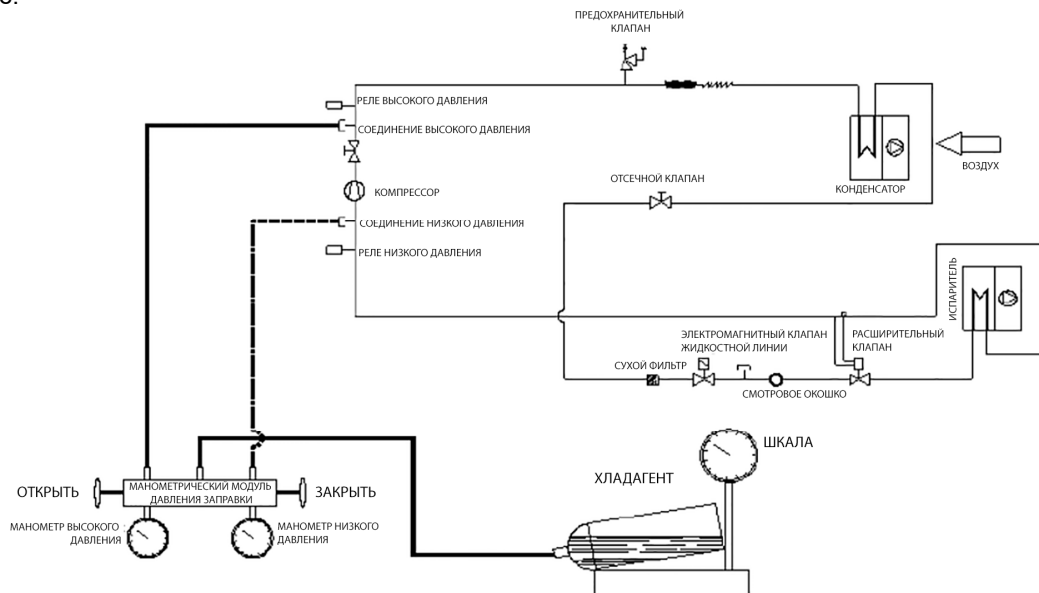 ПРЕДОХРАНИТЕЛЬНЫЙ
КЛАПАН
РЕЛЕ ВЫСОКОГО ДАВЛЕНИЯ
СОЕДИНЕНИЕ ВЫСОКОГО ДАВЛЕНИЯ
ВОЗДУХ
ОТСЕЧНОЙ КЛАПАН
КОНДЕНСАТОР
КОМПРЕССОР
СОЕДИНЕНИЕ НИЗКОГО ДАВЛЕНИЯ
РЕЛЕ НИЗКОГО ДАВЛЕНИЯ
ИСПАРИТЕЛЬ
ЭЛЕКТРОМАГНИТНЫЙ КЛАПАН
ЖИДКОСТНОЙ ЛИНИИ
РАСШИРИТЕЛЬНЫЙ
КЛАПАН
СУХОЙ ФИЛЬТР
СМОТРОВОЕ ОКОШКО
ШКАЛА
ХЛАДАГЕНТ
ОТКРЫТЬ
МАНОМЕТРИЧЕСКИЙ МОДУЛЬ
ДАВЛЕНИЯ ЗАПРАВКИ
ЗАКРЫТЬ
МАНОМЕТР ВЫСОКОГО
ДАВЛЕНИЯ
МАНОМЕТР НИЗКОГО
ДАВЛЕНИЯ